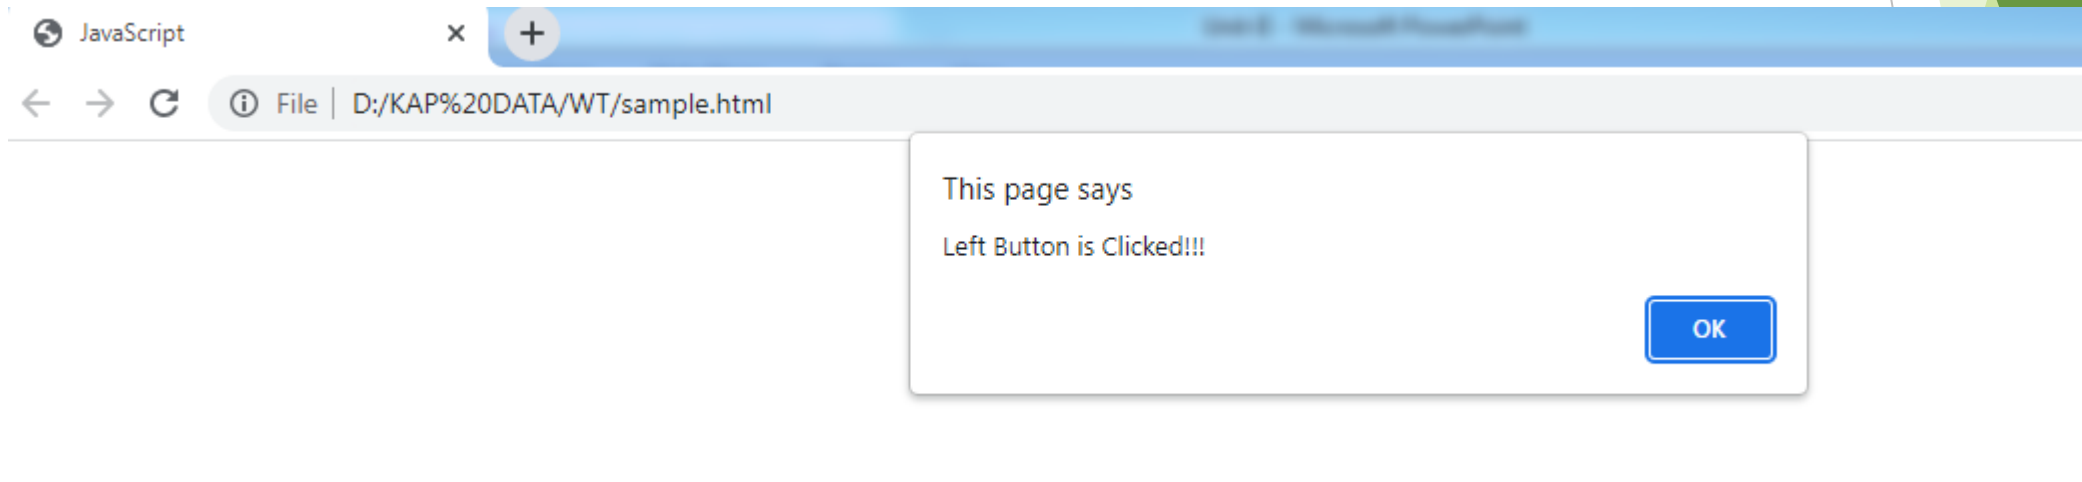 JavaScript
File D:/KAP%20DATA/WT/sample.html
This page says
Left Button is Clicked!!!
OK